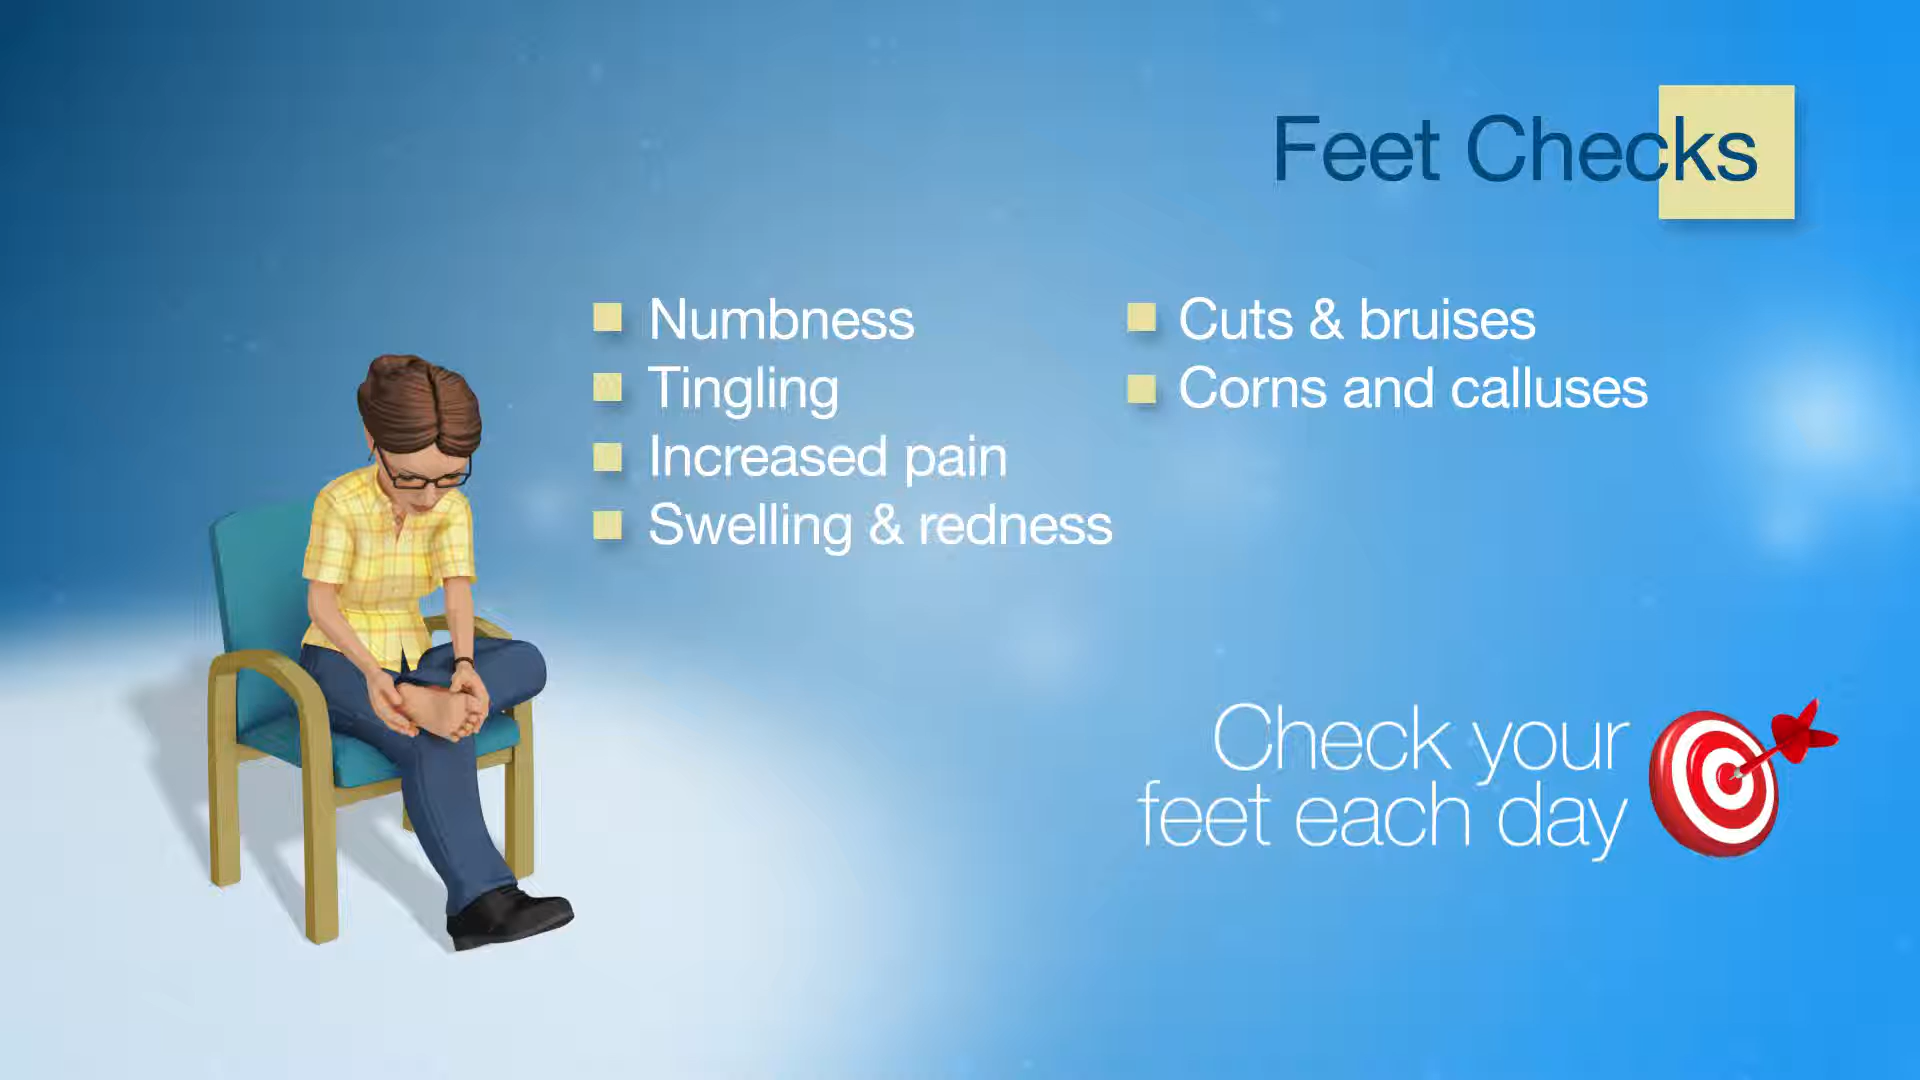 Feet Checks
Numbness
Tingling
Increased pain
Swelling & redness
Cuts & bruises
Corns and calluses
Check your
feet each day